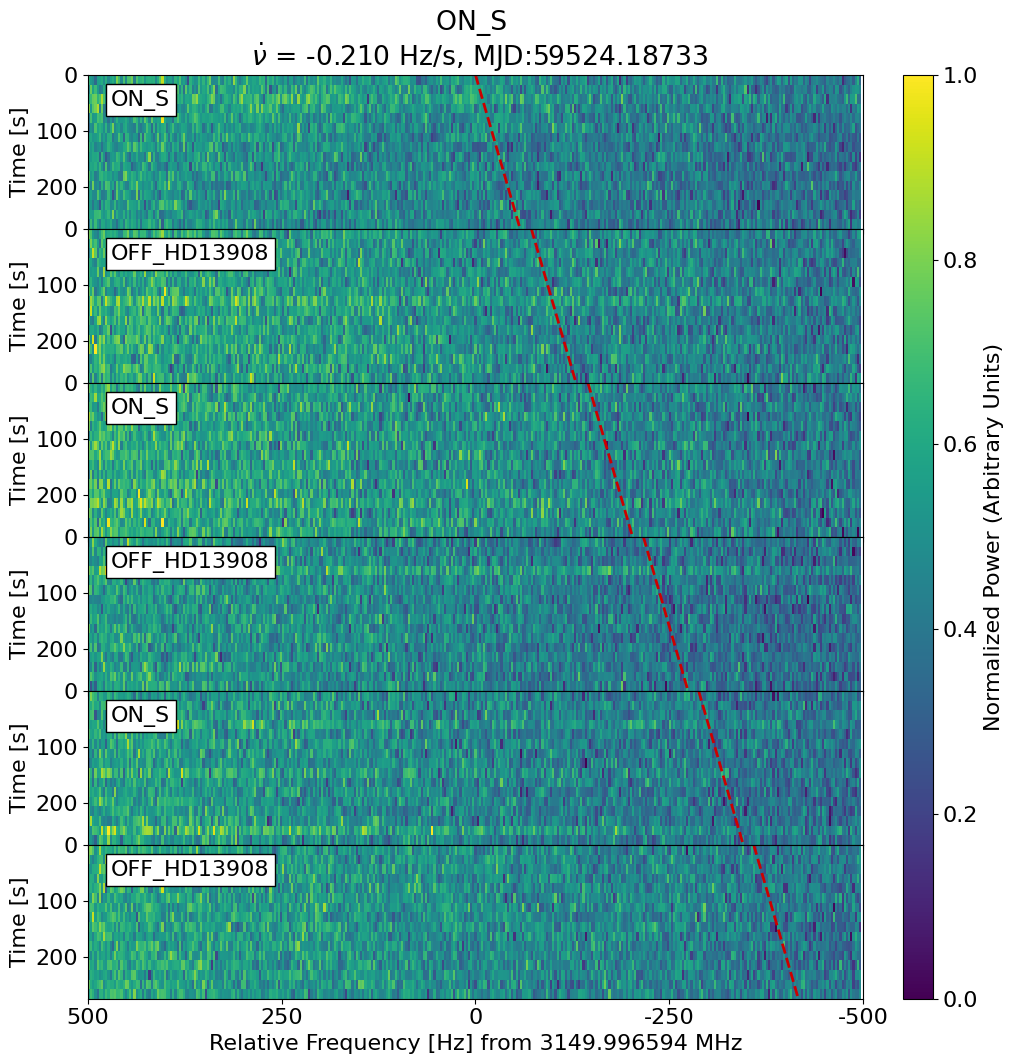 ON_S
ν̇ = -0.210 Hz/s, MJD:59524.18733
0
100
200
Time [s]
ON_S
0
100
200
Time [s]
OFF_HD13908
0
100
200
Time [s]
ON_S
0
100
200
Time [s]
OFF_HD13908
0
100
200
Time [s]
ON_S
0
100
200
Time [s]
OFF_HD13908
500 250 0 -250 -500
Relative Frequency [Hz] from 3149.996594 MHz
1.0
0.8
0.6
0.4
0.2
0.0
Normalized Power (Arbitrary Units)